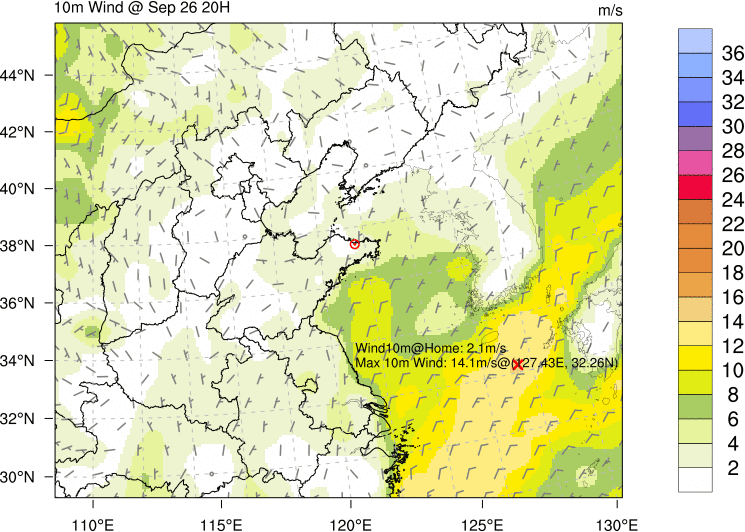 10m Wind @ Sep 26 20H
m/s
44°N
42°N
40°N
38°N
36°N
34°N
32°N
30°N
110°E
115°E
120°E
125°E
130°E
Wind10m@Home: 2.1m/s
Max 10m Wind: 14.1m/s@(127.43E, 32.26N)
36
34
32
30
28
26
24
22
20
18
16
14
12
10
8
6
4
2